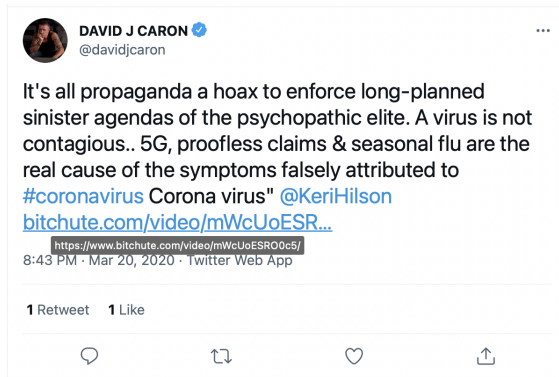 DAVID J CARON
@davidjcaron
It's all propaganda a hoax to enforce long-planned
sinister agendas of the psychopathic elite. A virus is not
contagious.. 5G, proofless claims & seasonal flu are the
real cause of the symptoms falsely attributed to
#coronavirus Corona virus" @KeriHilson
bitchute.com/video/mWcUoESR...
https://www.bitchute.com/video/mWcUoESRO0c5/
8:43 PM · Mar 20, 2020 · Twitter Web App
1 Retweet 1 Like